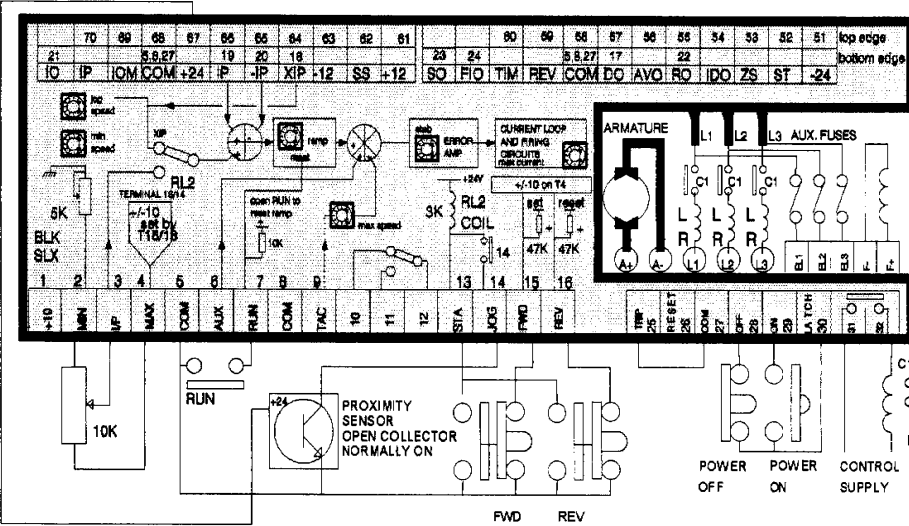 70 69 68 67 66 65 64 63 62 61 60 59 58 57 56 55 54 53 52 51 top edge
21 5,8,27 19 20 18 23 24 5,8,27 17 22 bottom edge
IO IP IOM COM +24 IP -IP XIP -12 SS +12 SO FIO TIM REV COM DO AVO RO IDO ZS ST -24
speed
min
speed
XIP
RL2
TERMINAL 16/14
+/-10
set by
T15/16
5K
BLK
SLX
ramp
reset
open RUN to
reset ramp
10K
max speed
stab
ERROR
AMP
CURRENT LOOP
AND FIRING
CIRCUITS
max current
+24V
3K
RL2
COIL
14
+/-10 on T4
set reset
47K 47K
ARMATURE
L1 L2 L3 AUX. FUSES
C1 C1 C1
L L L
R R R
A+ A- L1 L2 L3 EL1 EL2 EL3 F- F+
1 2 3 4 5 6 7 8 9 10 11 12 13 14 15 16
+10 MIN I/P MAX COM AUX RUN COM TAC STA JOG FWD REV
TRIP 25 RESET 26 COM 27 OFF 28 ON 29 LATCH 30 S1 S2
10K
RUN
+24
PROXIMITY
SENSOR
OPEN COLLECTOR
NORMALLY ON
FWD REV
POWER
OFF
POWER
ON
CONTROL
SUPPLY